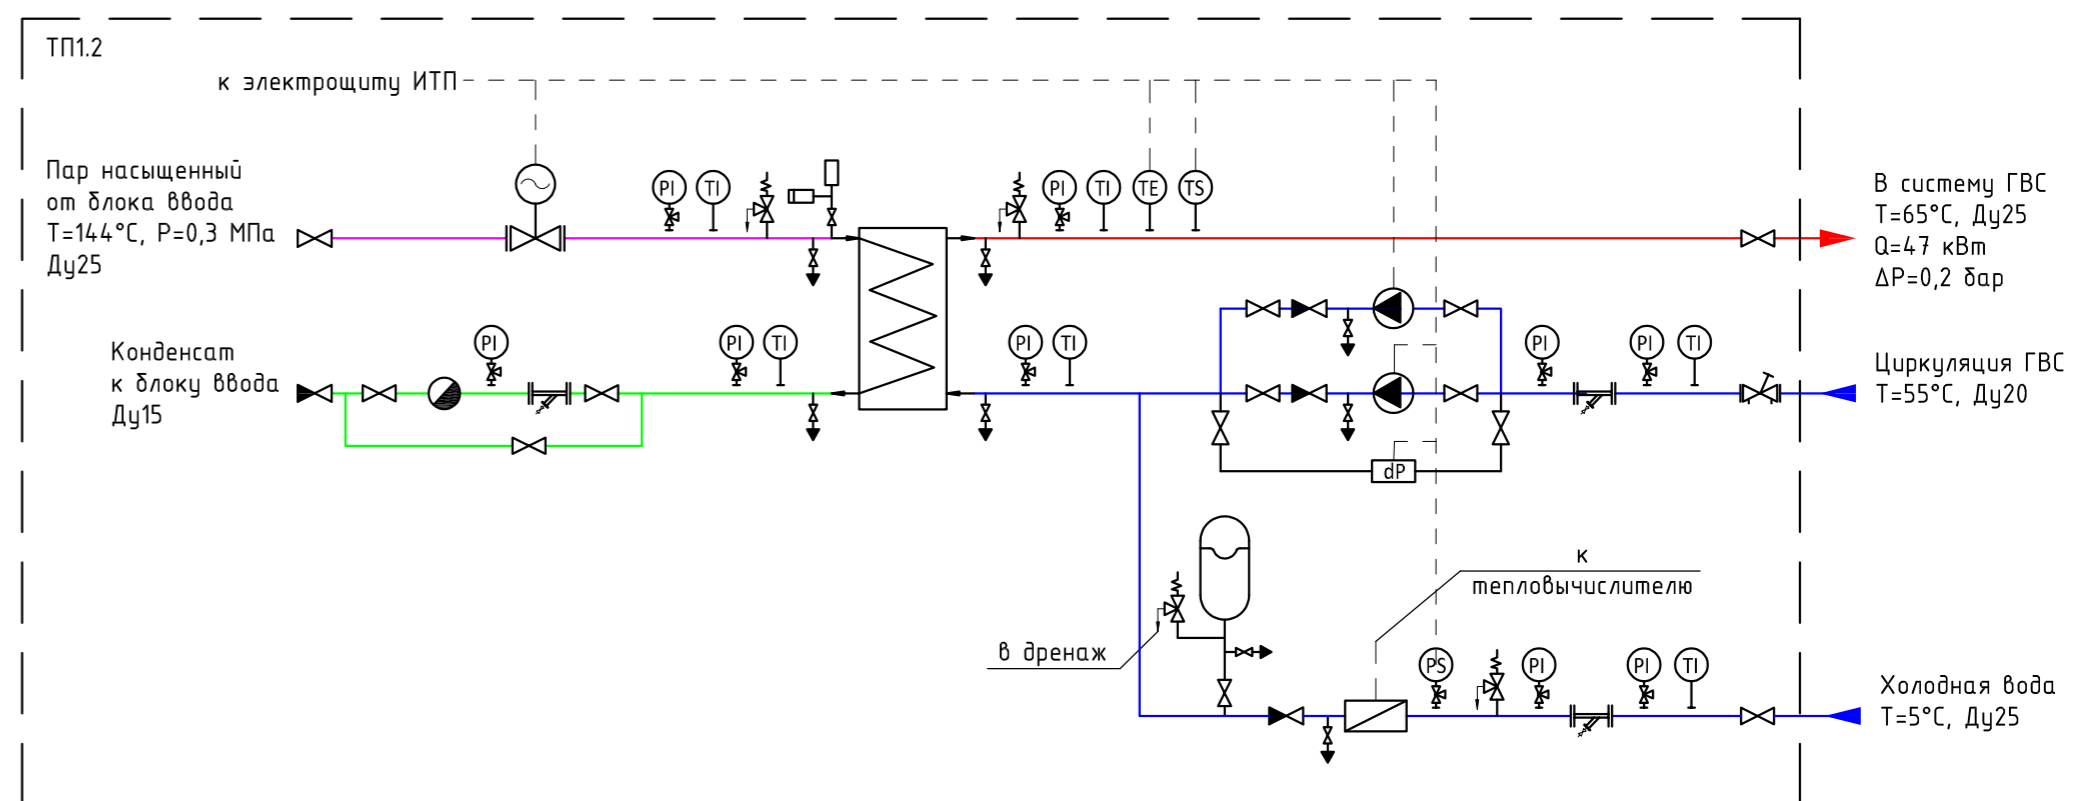 ТП1.2
к электрощиту ИТП
Пар насыщенный
от блока ввода
T=144°C, P=0,3 МПа
Ду25
PI
TI
PI
TI
TE
TS
В систему ГВС
T=65°C, Ду25
Q=47 кВт
ΔP=0,2 бар
Конденсат
к блоку ввода
Ду15
PI
PI
TI
PI
TI
PI
PI
TI
Циркуляция ГВС
T=55°C, Ду20
dP
к
тепловычислителю
в дренаж
PS
PI
PI
TI
Холодная вода
T=5°C, Ду25